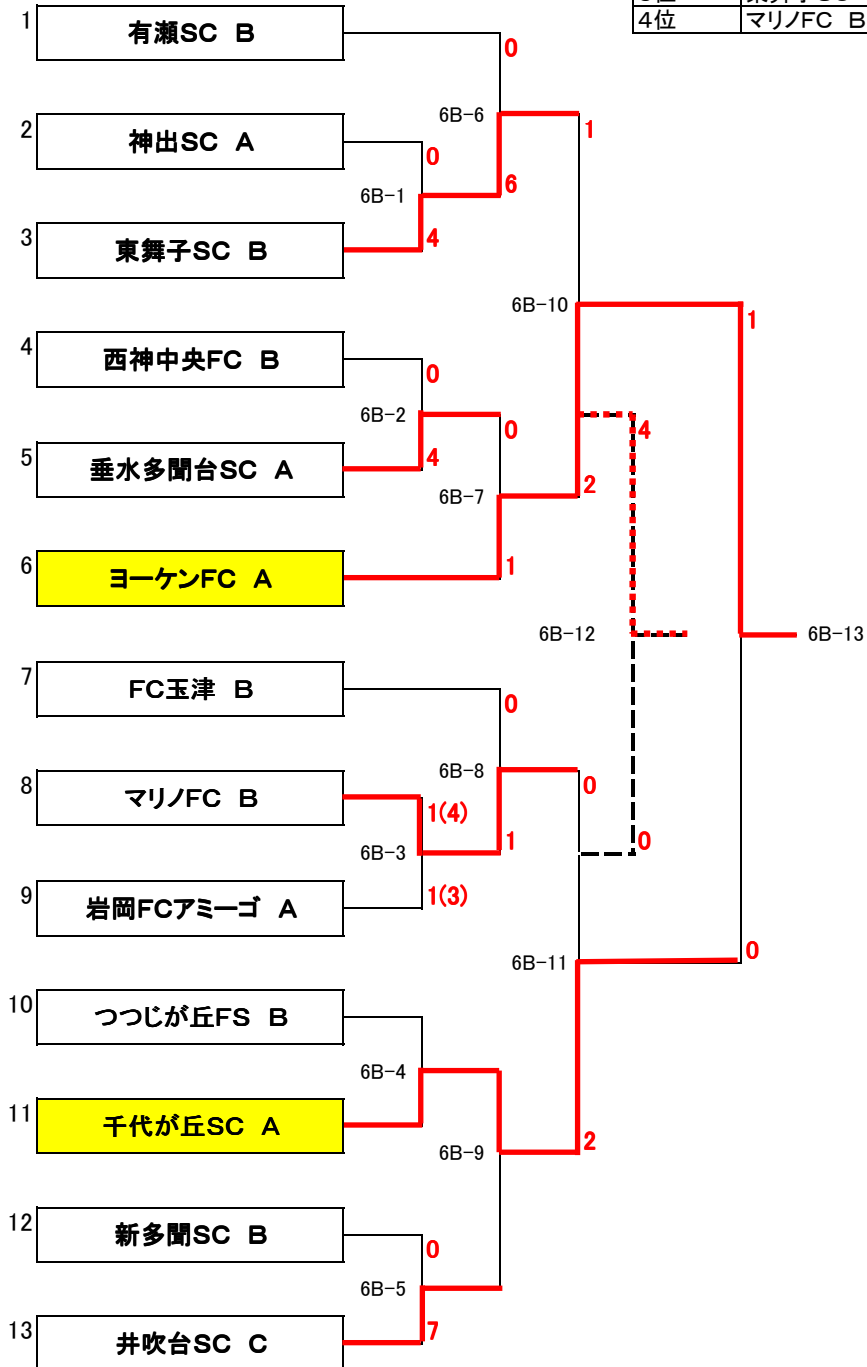 4位 マリノFC B
1 有瀬SC B
0
6B-6
1
2 神出SC A
0
6B-1
6
3 東舞子SC B
4
6B-10
1
4 西神中央FC B
0
6B-2
0
4
5 垂水多聞台SC A
4
6B-7
2
6 ヨーケンFC A
1
6B-12
6B-13
7 FC玉津 B
0
6B-8
0
8 マリノFC B
1(4)
6B-3
1
0
9 岩岡FCアミーゴ A
1(3)
6B-11
0
10 つつじが丘FS B
6B-4
11 千代が丘SC A
6B-9
2
12 新多聞SC B
0
6B-5
13 井吹台SC C
7